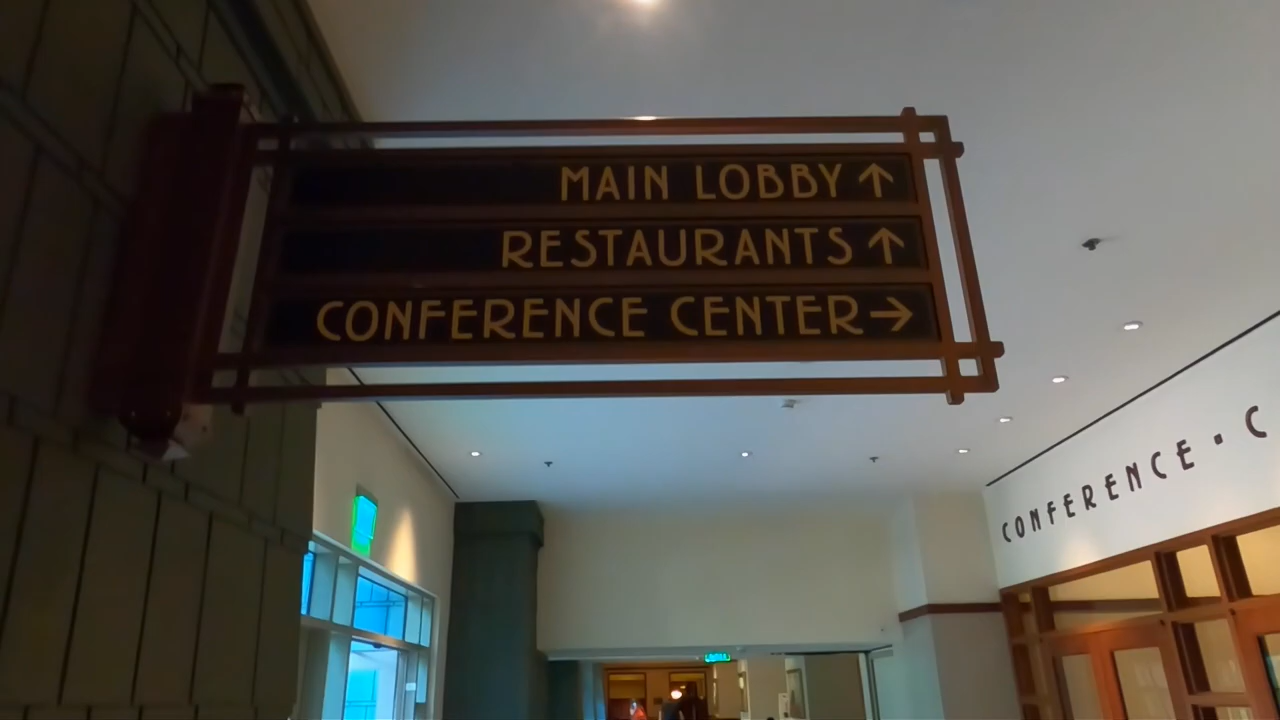 MAIN LOBBY ↑
RESTAURANTS ↑
CONFERENCE CENTER →
CONFERENCE · C